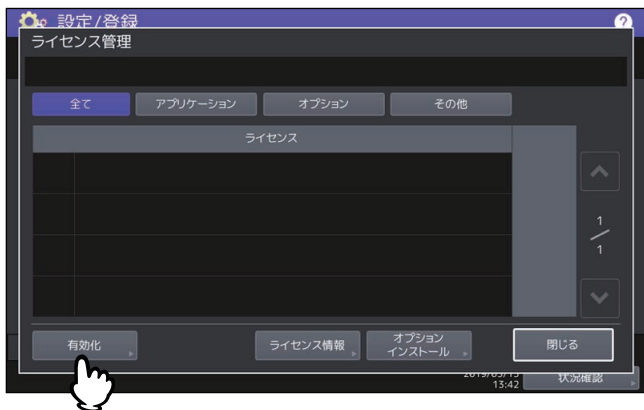 設定/登録
ライセンス管理
全て アプリケーション オプション その他
ライセンス
1
1
有効化 ライセンス情報 オプション
インストール 閉じる
13:42 状況確認